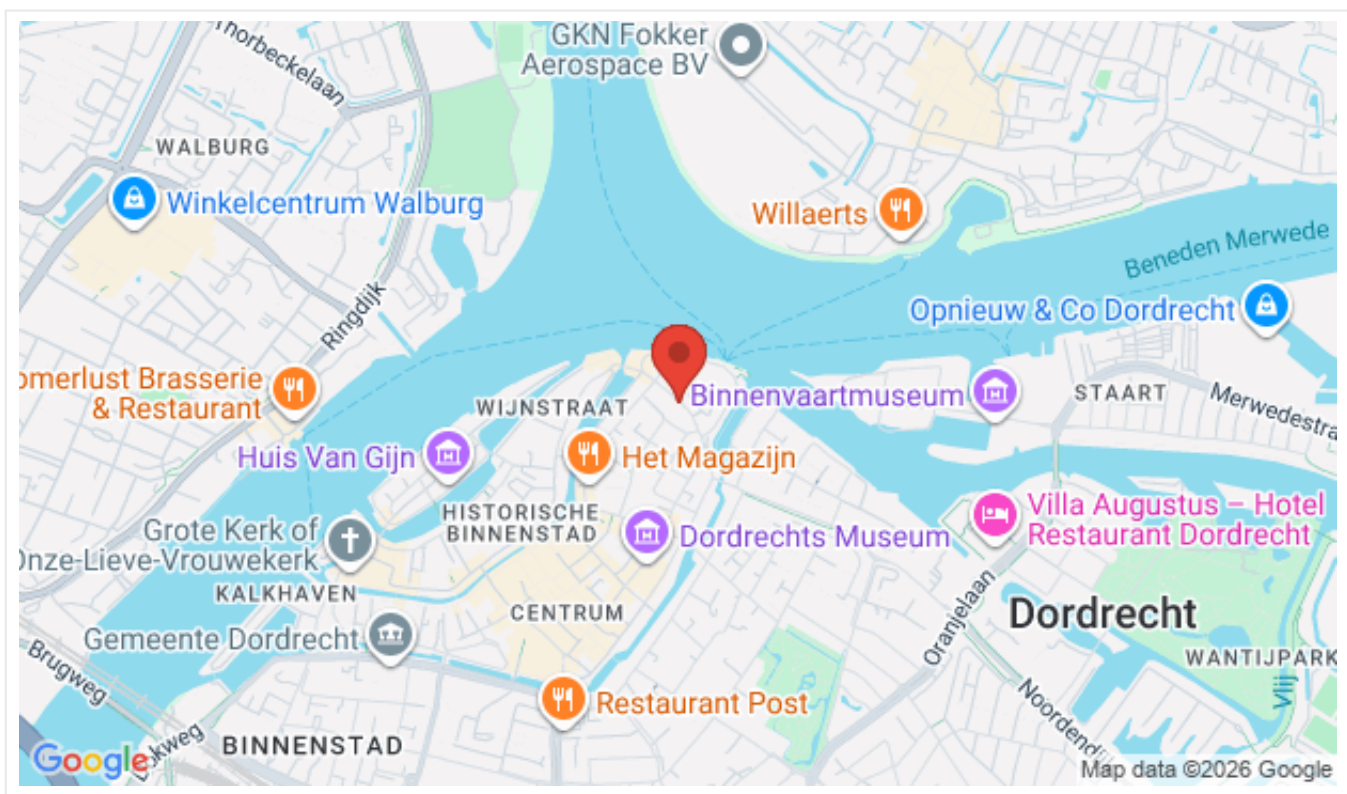 GKN Fokker
Aerospace BV
Thorbeckelaan
WALBURG
Winkelcentrum Walburg
Willaerts
Beneden Merwede
Ringdijk
Opnieuw & Co Dordrecht
omerlust Brasserie
& Restaurant
WIJNSTRAAT
Binnenvaartmuseum
STAART
Merwedestra
Huis Van Gijn
Het Magazijn
HISTORISCHE
BINNENSTAD
Villa Augustus – Hotel
Restaurant Dordrecht
Grote Kerk of
Onze-Lieve-Vrouwekerk
Dordrechts Museum
KALKHAVEN
CENTRUM
Oranjelaan
Dordrecht
Gemeente Dordrecht
WANTIJPARK
Brugweg
Vlij
Restaurant Post
Noordendijk
BINNENSTAD
Google
Map data ©2026 Google